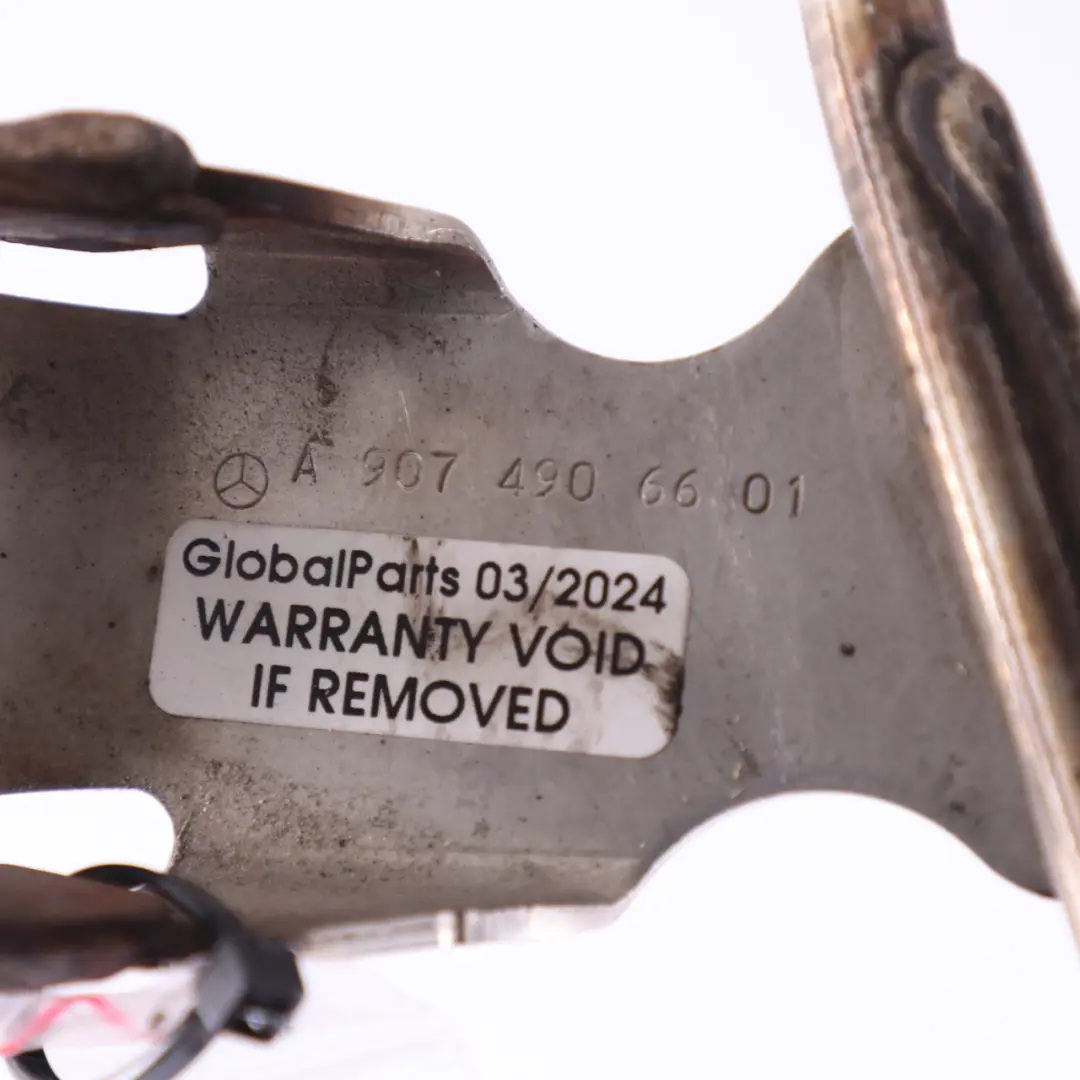 A 907 490 66 01
GlobalParts 03/2024
WARRANTY VOID
IF REMOVED